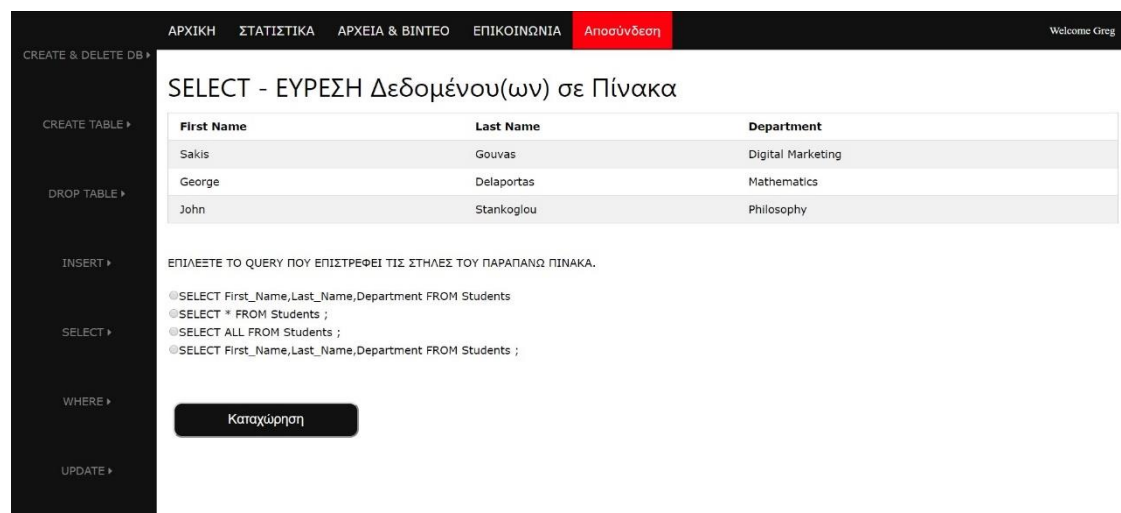 ΑΡΧΙΚΗ ΣΤΑΤΙΣΤΙΚΑ ΑΡΧΕΙΑ & ΒΙΝΤΕΟ ΕΠΙΚΟΙΝΩΝΙΑ Αποσύνδεση Welcome Greg
CREATE & DELETE DB
CREATE TABLE
DROP TABLE
INSERT
SELECT
WHERE
UPDATE
SELECT - ΕΥΡΕΣΗ Δεδομένου(ων) σε Πίνακα
First Name Last Name Department
Sakis Gouvas Digital Marketing
George Delaportas Mathematics
John Stankoglou Philosophy
ΕΠΙΛΕΞΤΕ ΤΟ QUERY ΠΟΥ ΕΠΙΣΤΡΕΦΕΙ ΤΙΣ ΣΤΗΛΕΣ ΤΟΥ ΠΑΡΑΠΑΝΩ ΠΙΝΑΚΑ.
SELECT First_Name,Last_Name,Department FROM Students
SELECT * FROM Students ;
SELECT ALL FROM Students ;
SELECT First_Name,Last_Name,Department FROM Students ;
Καταχώρηση